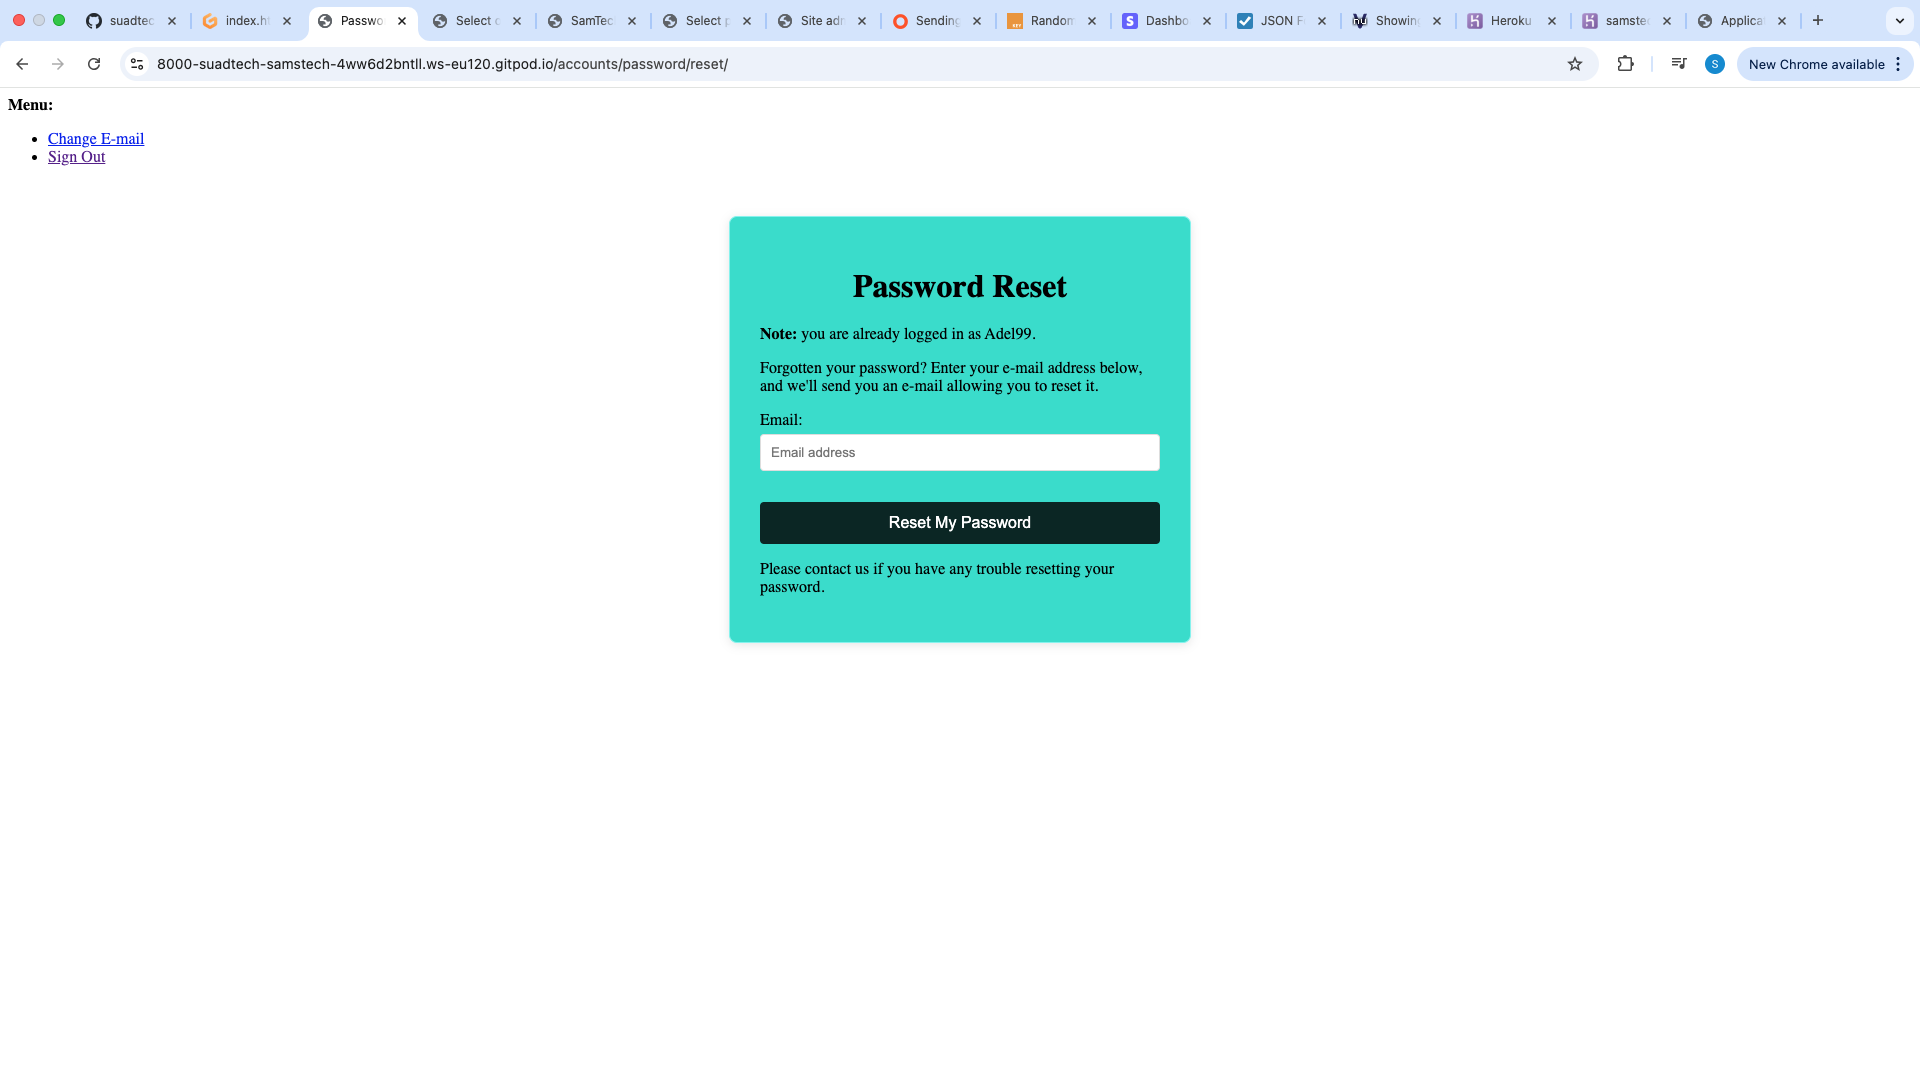 suadtec
index.ht
Passwo
Select c
SamTec
Select p
Site adr
Sending
Random
Dashbo
JSON F
Showin
Heroku
samste
Applica
8000-suadtech-samstech-4ww6d2bntll.ws-eu120.gitpod.io/accounts/password/reset/
S
New Chrome available
Menu:
Change E-mail
Sign Out
Password Reset
Note: you are already logged in as Adel99.
Forgotten your password? Enter your e-mail address below,
and we'll send you an e-mail allowing you to reset it.
Email:
Email address
Reset My Password
Please contact us if you have any trouble resetting your
password.